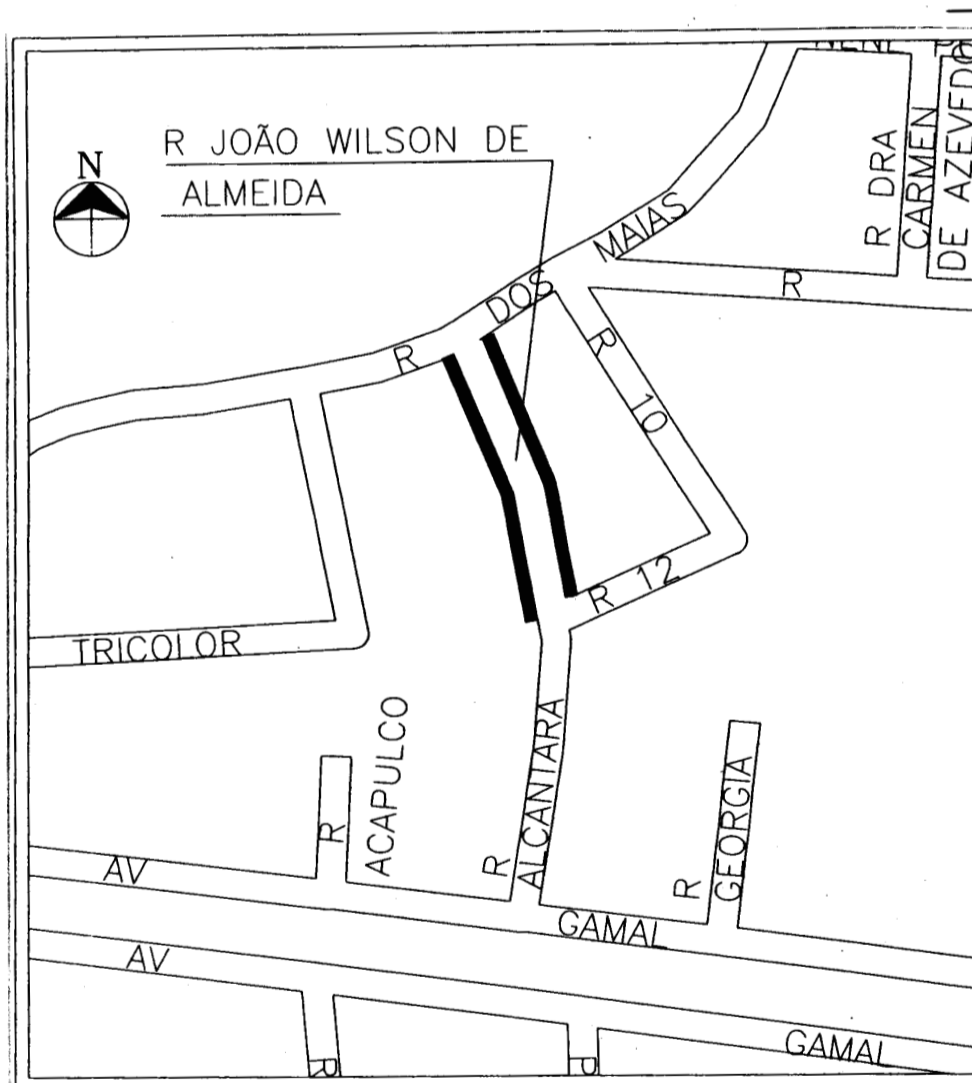 N
R JOÃO WILSON DE
ALMEIDA
R DOS MAIAS
R DRA
CARMEN
DE AZEVEDO
R
R 10
R 12
TRICOLOR
R
ACAPULCO
R
ALCANTARA
R
GEORGIA
AV
GAMAL
AV
GAMAL
R
R